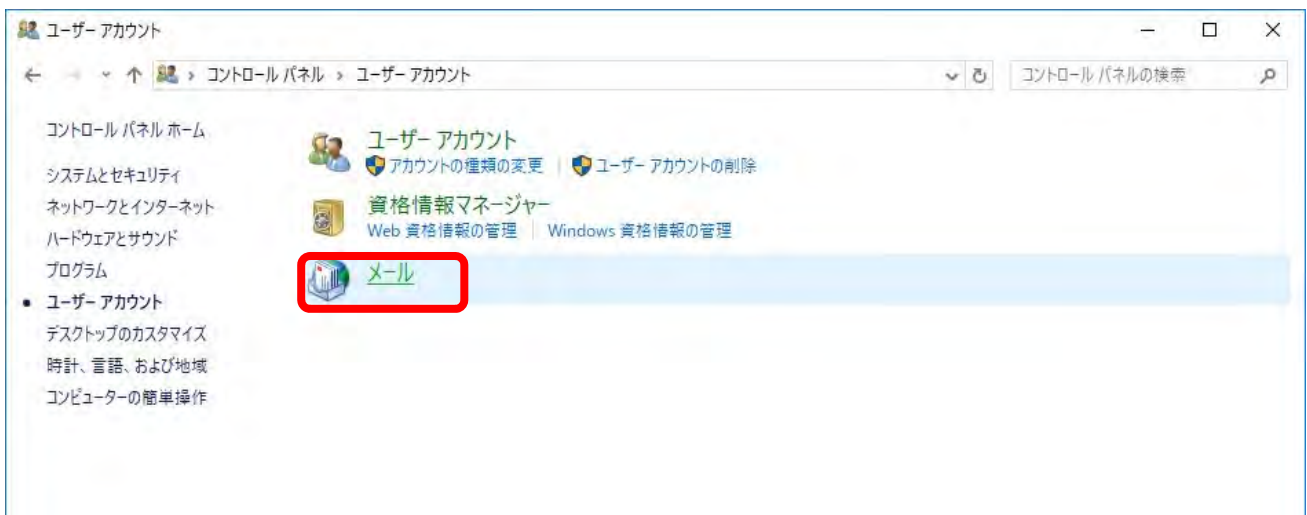 ユーザー アカウント
コントロール パネル › ユーザー アカウント
コントロール パネルの検索
コントロール パネル ホーム
システムとセキュリティ
ネットワークとインターネット
ハードウェアとサウンド
プログラム
ユーザー アカウント
デスクトップのカスタマイズ
時計、言語、および地域
コンピューターの簡単操作
ユーザー アカウント
アカウントの種類の変更 | ユーザー アカウントの削除
資格情報マネージャー
Web 資格情報の管理 | Windows 資格情報の管理
メール